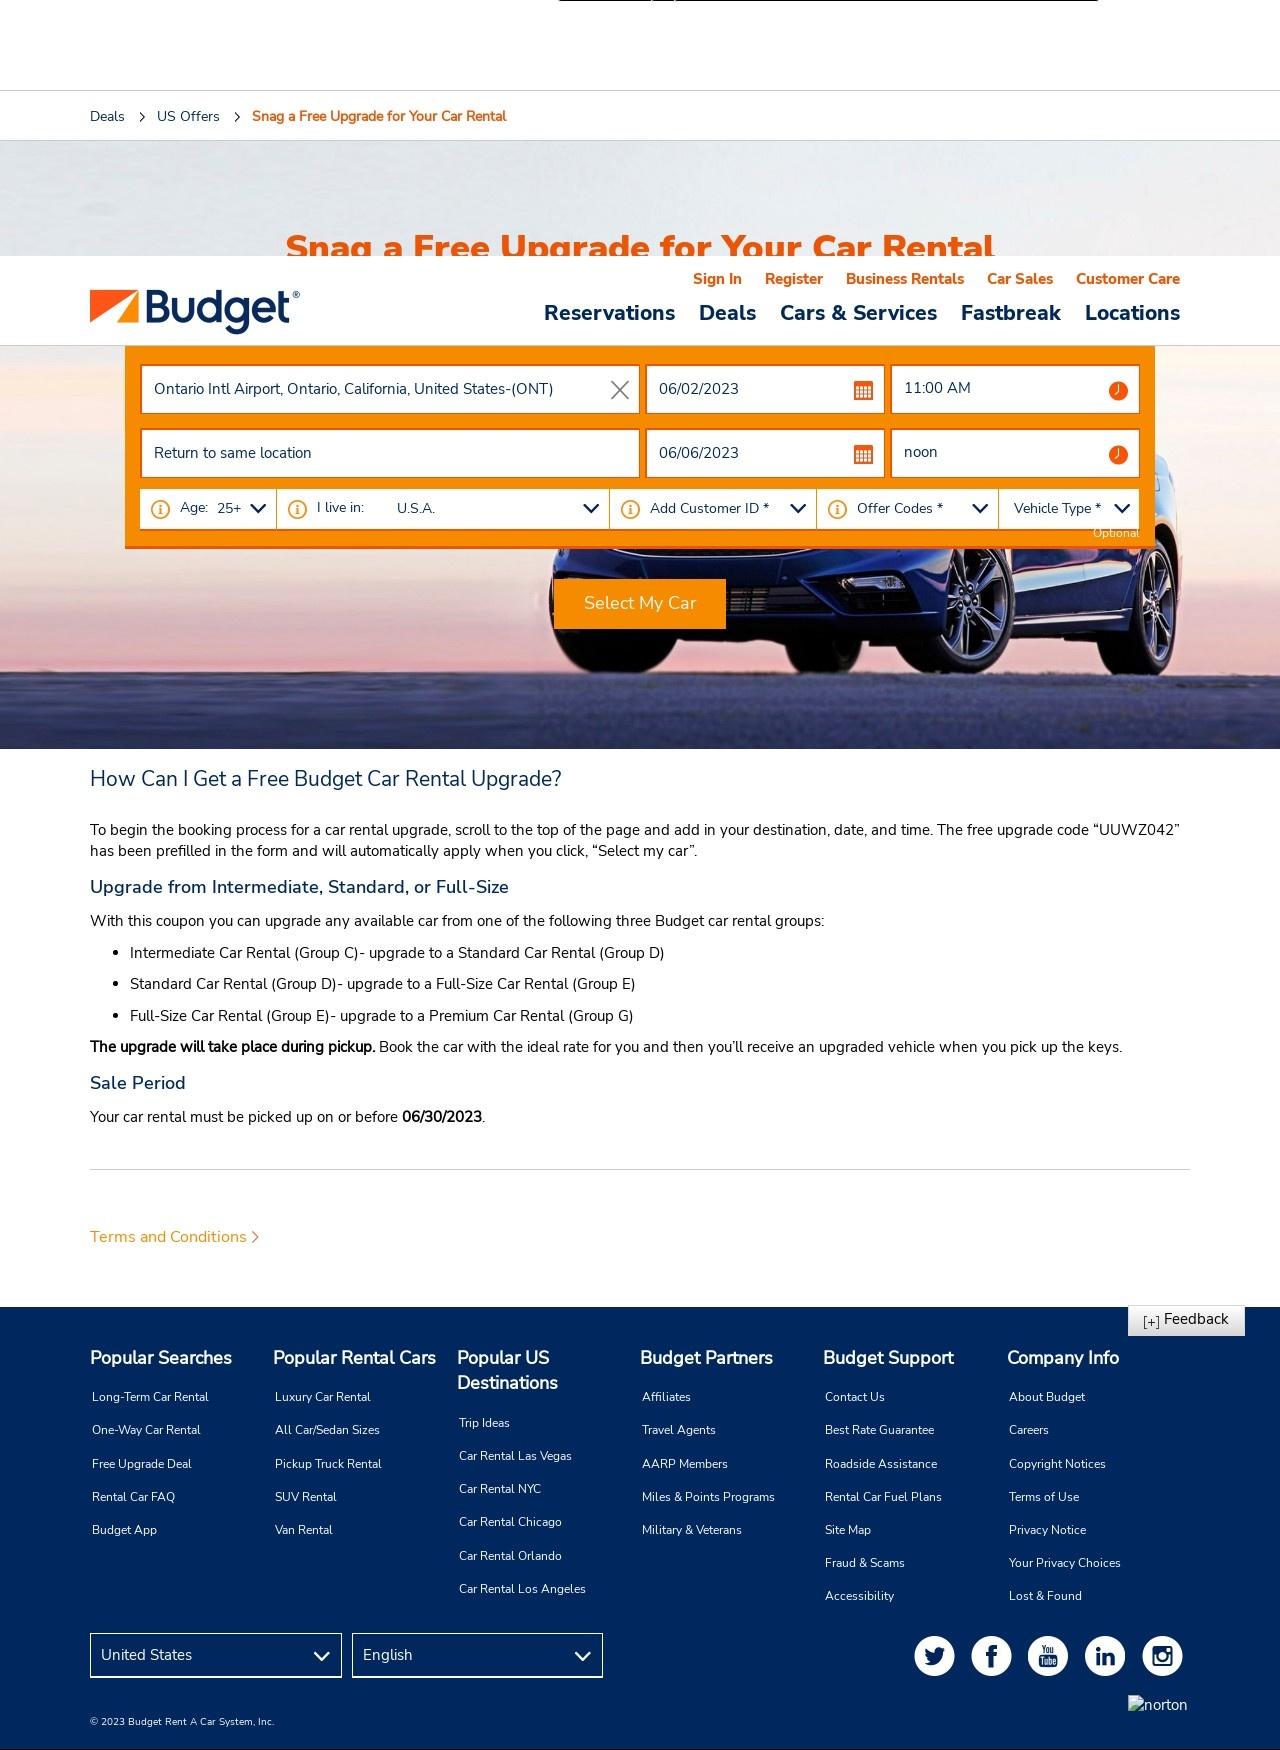 Deals > US Offers > Snag a Free Upgrade for Your Car Rental
Snag a Free Upgrade for Your Car Rental
Sign In Register Business Rentals Car Sales Customer Care
Budget®
Reservations Deals Cars & Services Fastbreak Locations
Ontario Intl Airport, Ontario, California, United States-(ONT) 06/02/2023 11:00 AM
Return to same location 06/06/2023 noon
Age: 25+ I live in: U.S.A. Add Customer ID * Offer Codes * Vehicle Type *
Optional
Select My Car
How Can I Get a Free Budget Car Rental Upgrade?
To begin the booking process for a car rental upgrade, scroll to the top of the page and add in your destination, date, and time. The free upgrade code “UUWZ042”
has been prefilled in the form and will automatically apply when you click, “Select my car”.
Upgrade from Intermediate, Standard, or Full-Size
With this coupon you can upgrade any available car from one of the following three Budget car rental groups:
• Intermediate Car Rental (Group C)- upgrade to a Standard Car Rental (Group D)
• Standard Car Rental (Group D)- upgrade to a Full-Size Car Rental (Group E)
• Full-Size Car Rental (Group E)- upgrade to a Premium Car Rental (Group G)
The upgrade will take place during pickup. Book the car with the ideal rate for you and then you’ll receive an upgraded vehicle when you pick up the keys.
Sale Period
Your car rental must be picked up on or before 06/30/2023.
Terms and Conditions >
[+] Feedback
Popular Searches
Long-Term Car Rental
One-Way Car Rental
Free Upgrade Deal
Rental Car FAQ
Budget App
Popular Rental Cars
Luxury Car Rental
All Car/Sedan Sizes
Pickup Truck Rental
SUV Rental
Van Rental
Popular US
Destinations
Trip Ideas
Car Rental Las Vegas
Car Rental NYC
Car Rental Chicago
Car Rental Orlando
Car Rental Los Angeles
Budget Partners
Affiliates
Travel Agents
AARP Members
Miles & Points Programs
Military & Veterans
Budget Support
Contact Us
Best Rate Guarantee
Roadside Assistance
Rental Car Fuel Plans
Site Map
Fraud & Scams
Accessibility
Company Info
About Budget
Careers
Copyright Notices
Terms of Use
Privacy Notice
Your Privacy Choices
Lost & Found
United States English
You Tube in
norton
© 2023 Budget Rent A Car System, Inc.